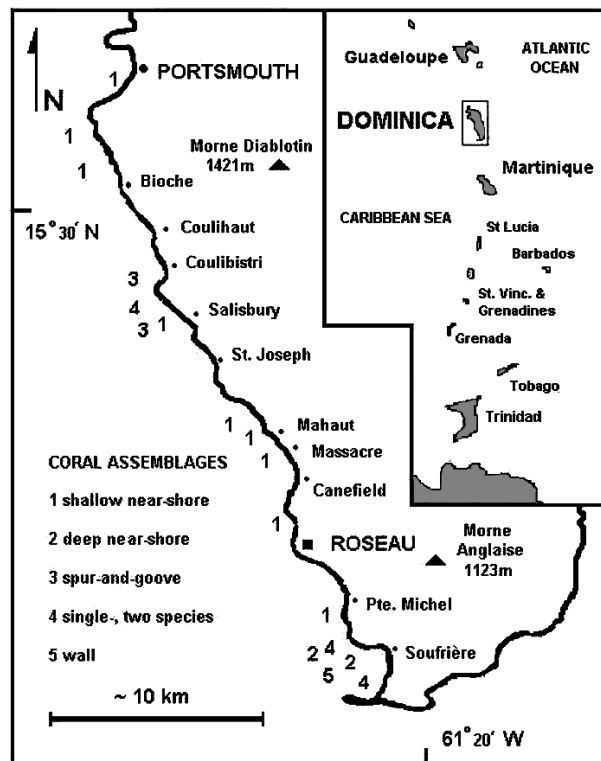 N
1
PORTSMOUTH
1
1
Morne Diablotin
1421m
Bioche
15° 30′ N
Coulihaut
Coulibistri
3
4
Salisbury
3 1
St. Joseph
1
1
Mahaut
1
Massacre
Canefield
1
ROSEAU
Morne
Anglaise
1123m
Pte. Michel
1
4
2
2
5
4
Soufrière
CORAL ASSEMBLAGES
1 shallow near-shore
2 deep near-shore
3 spur-and-goove
4 single-, two species
5 wall
~ 10 km
61° 20′ W
Guadeloupe
ATLANTIC
OCEAN
DOMINICA
Martinique
CARIBBEAN SEA
St Lucia
Barbados
St. Vinc. &
Grenadines
Grenada
Tobago
Trinidad